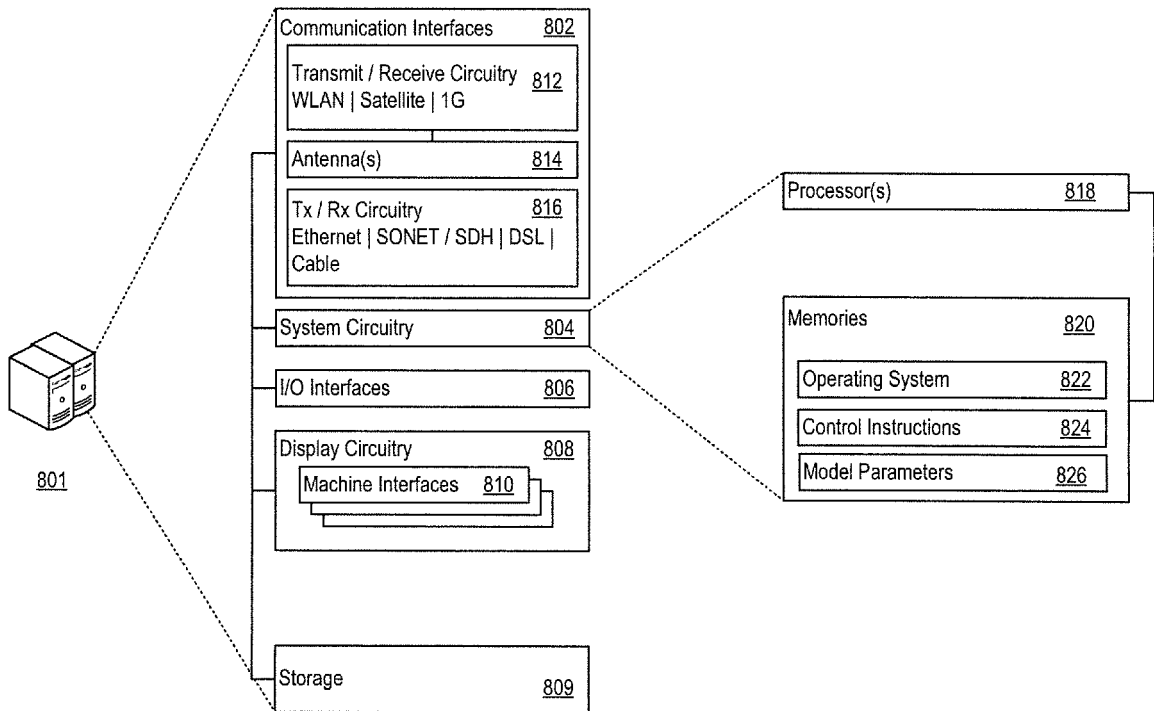 Communication Interfaces 802
Transmit / Receive Circuitry 812
WLAN | Satellite | 1G
Antenna(s) 814
Tx / Rx Circuitry 816
Ethernet | SONET / SDH | DSL |
Cable
System Circuitry 804
I/O Interfaces 806
Display Circuitry 808
Machine Interfaces 810
Storage 809
801
Processor(s) 818
Memories 820
Operating System 822
Control Instructions 824
Model Parameters 826